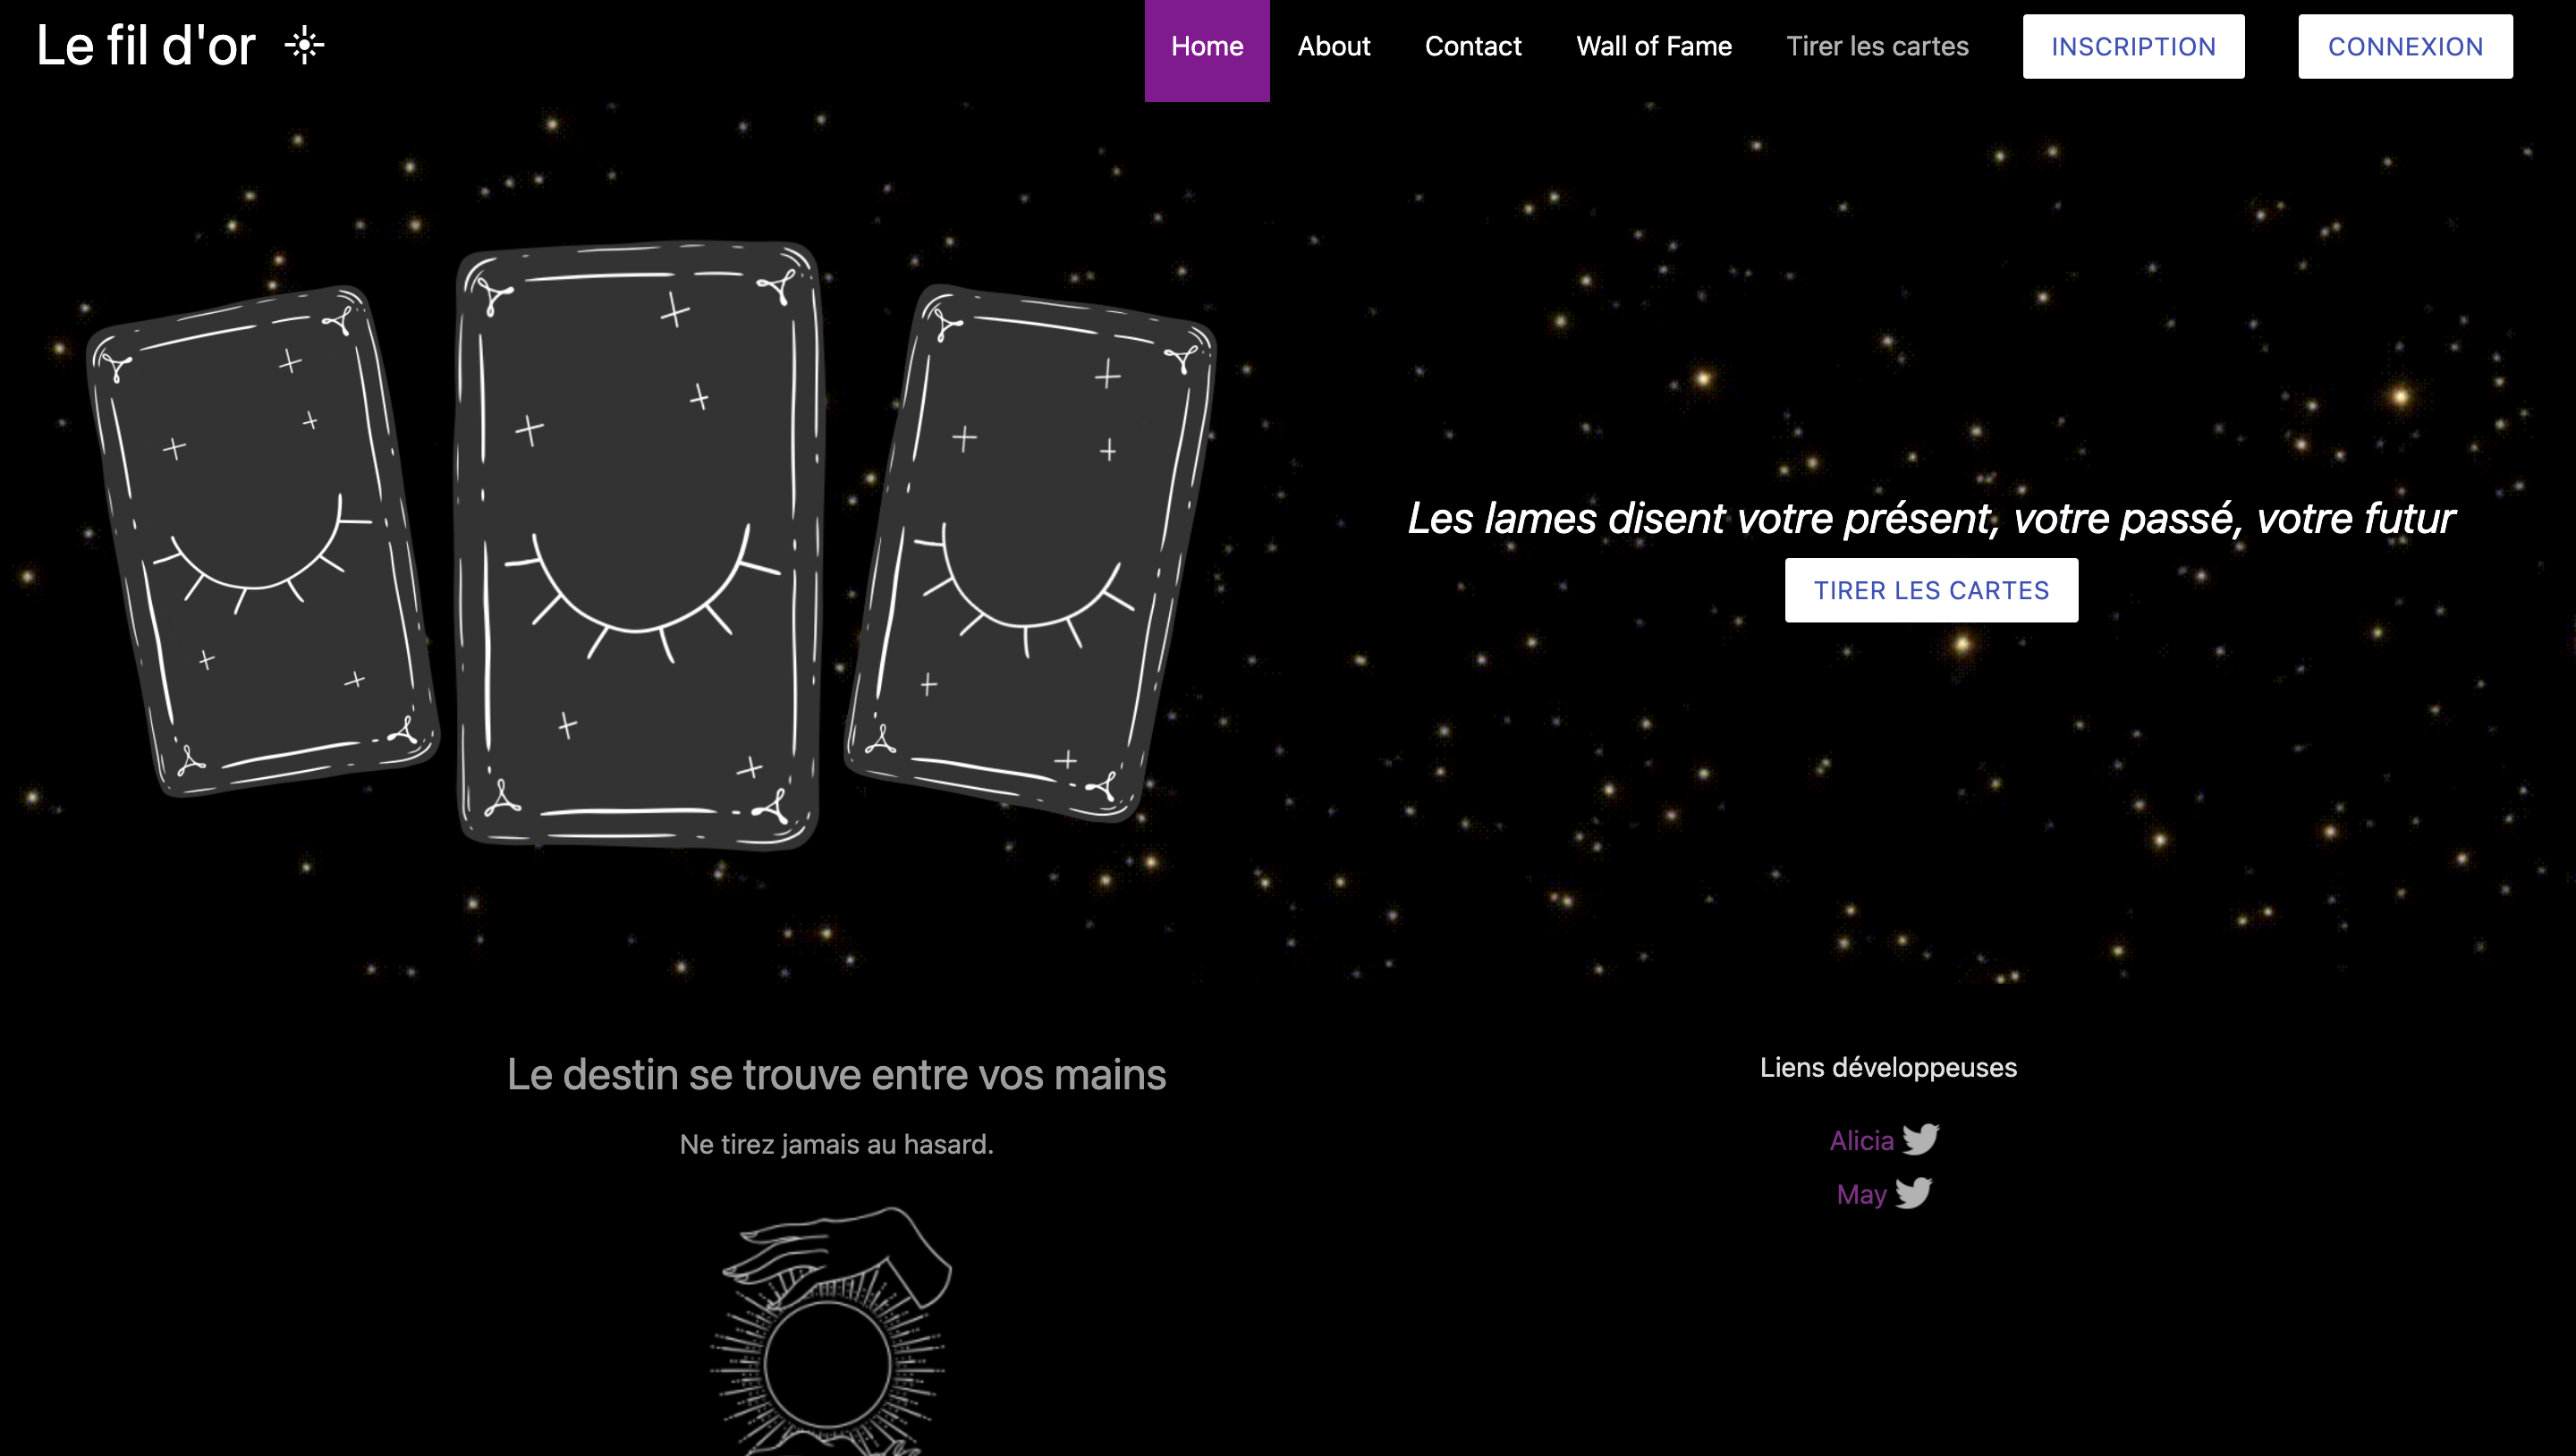 Le fil d'or
Home
About
Contact
Wall of Fame
Tirer les cartes
INSCRIPTION
CONNEXION
Les lames disent votre présent, votre passé, votre futur
TIRER LES CARTES
Le destin se trouve entre vos mains
Ne tirez jamais au hasard.
Liens développeuses
Alicia
May